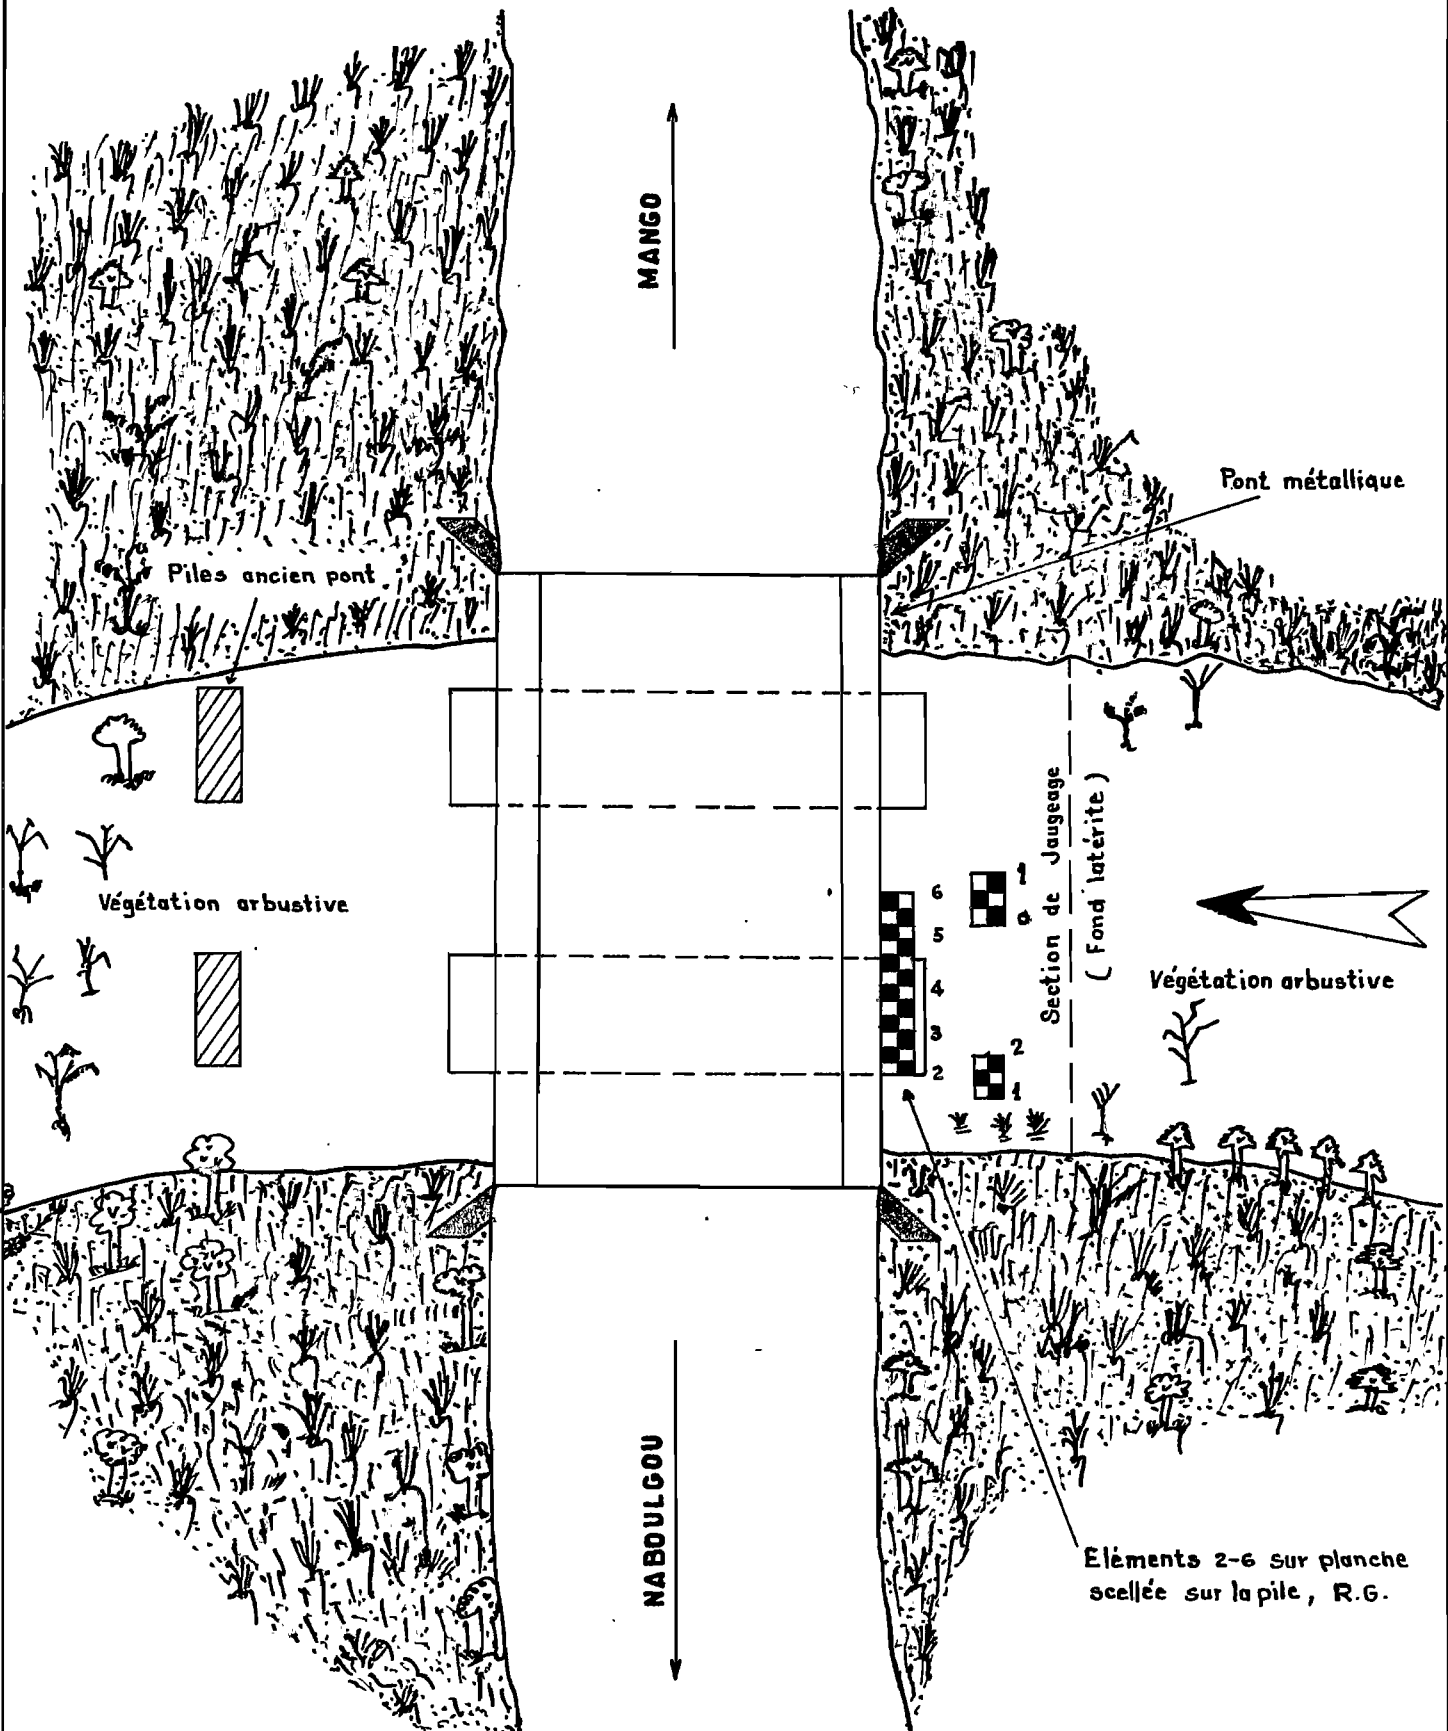 MANGO
Pont métallique
Piles ancien pont
Section de Jaugeage
( Fond latérite )
6
5
4
3
2
1
0
2
1
Végétation arbustive
Végétation arbustive
NABOULGOU
Eléments 2-6 sur planche
scellée sur la pile, R.G.